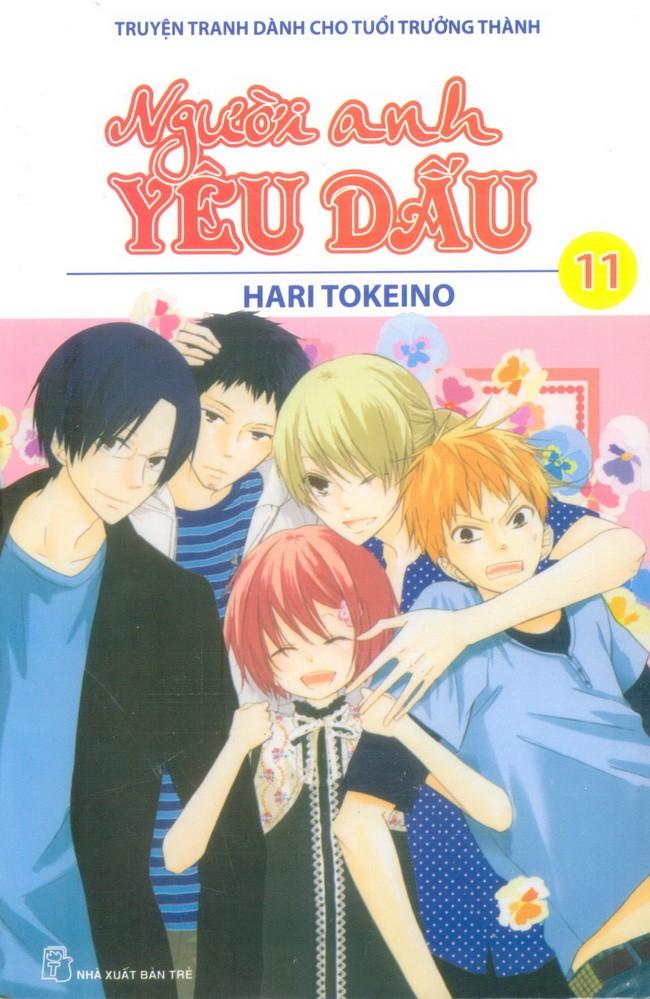 TRUYỆN TRANH DÀNH CHO TUỔI TRƯỞNG THÀNH
Người anh
YÊU DẤU
11
HARI TOKEINO
NHÀ XUẤT BẢN TRẺ